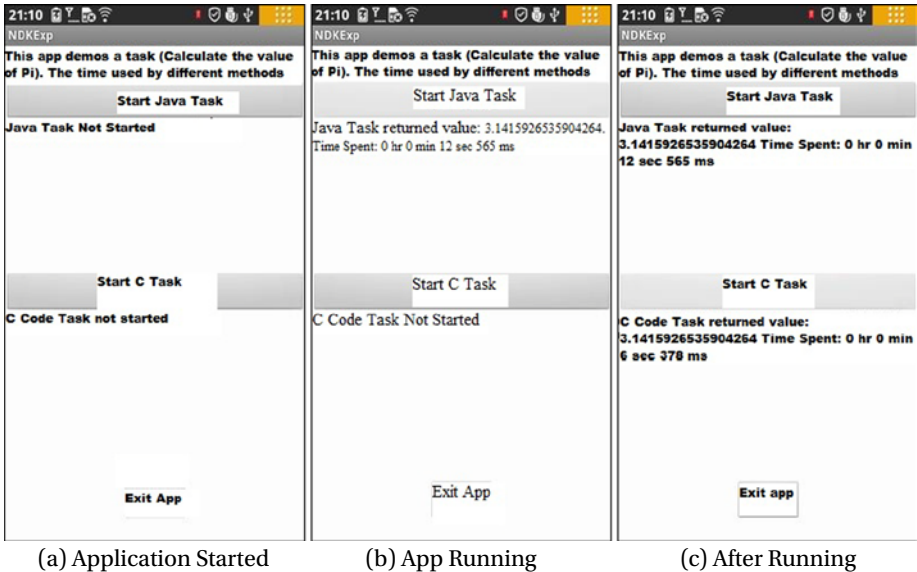 21:10
NDKExp
This app demos a task (Calculate the value
of Pi). The time used by different methods
Start Java Task
Java Task Not Started
Start C Task
C Code Task not started
Exit App
(a) Application Started
21:10
NDKExp
This app demos a task (Calculate the value
of Pi). The time used by different methods
Start Java Task
Java Task returned value: 3.1415926535904264.
Time Spent: 0 hr 0 min 12 sec 565 ms
Start C Task
C Code Task Not Started
Exit App
(b) App Running
21:10
NDKExp
This app demos a task (Calculate the value
of Pi). The time used by different methods
Start Java Task
Java Task returned value:
3.1415926535904264 Time Spent: 0 hr 0 min
12 sec 565 ms
Start C Task
C Code Task returned value:
3.1415926535904264 Time Spent: 0 hr 0 min
6 sec 378 ms
Exit app
(c) After Running